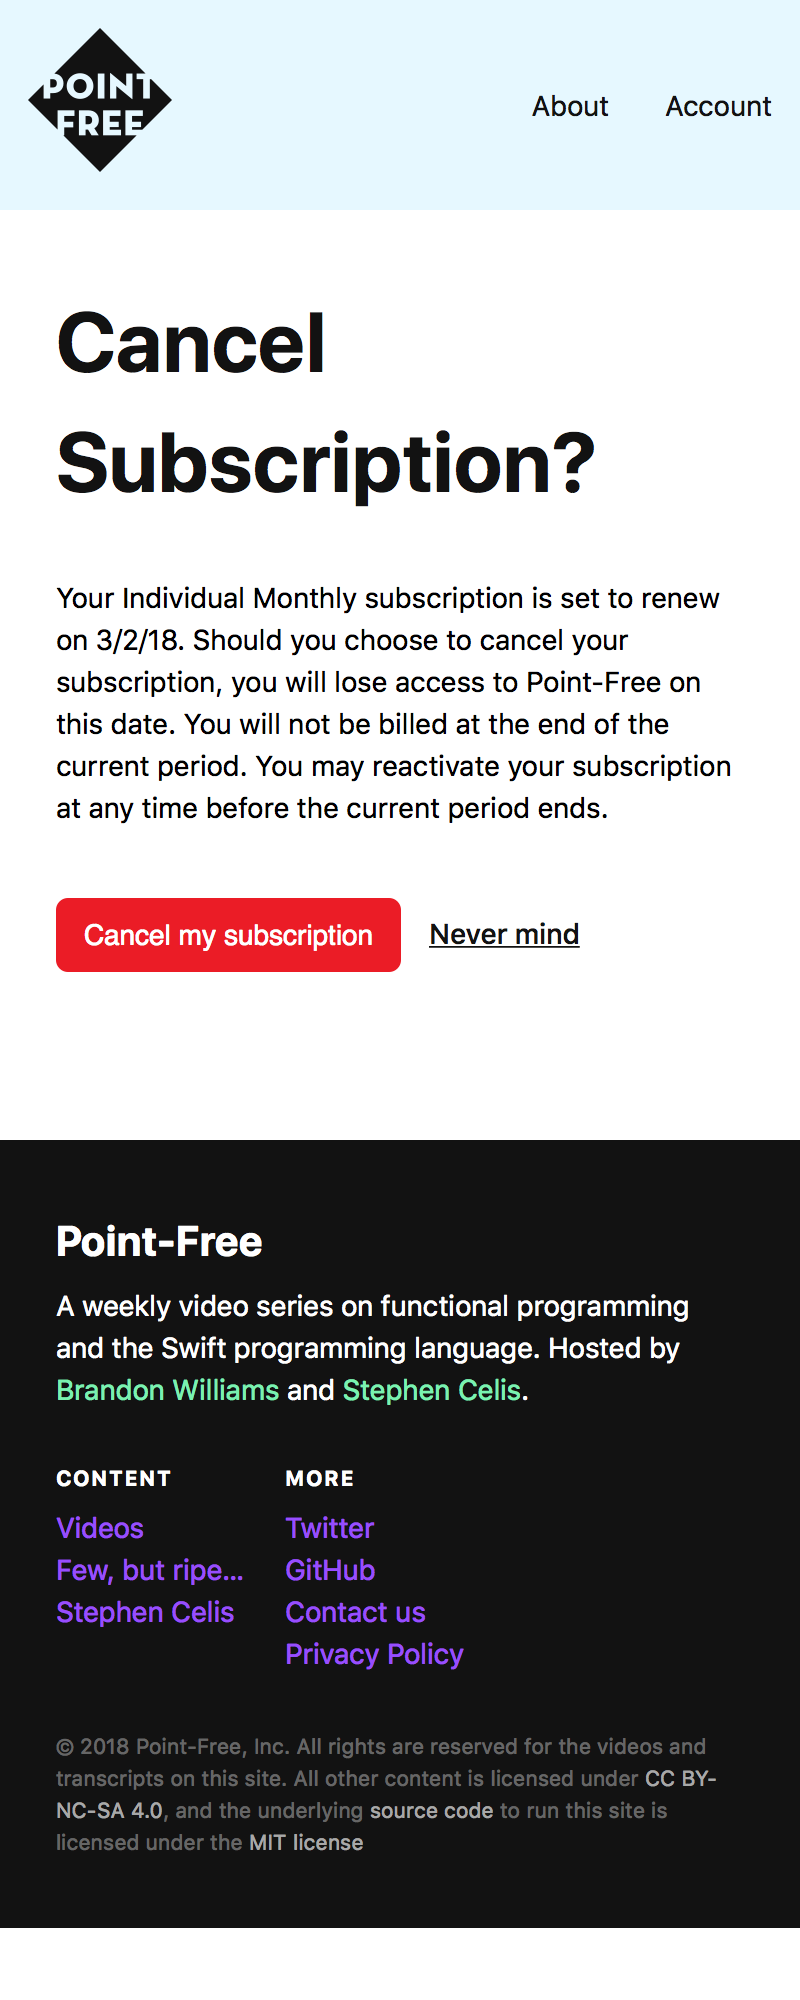 POINT
FREE
About
Account
Cancel
Subscription?
Your Individual Monthly subscription is set to renew
on 3/2/18. Should you choose to cancel your
subscription, you will lose access to Point-Free on
this date. You will not be billed at the end of the
current period. You may reactivate your subscription
at any time before the current period ends.
Cancel my subscription
Never mind
Point-Free
A weekly video series on functional programming
and the Swift programming language. Hosted by
Brandon Williams and Stephen Celis.
CONTENT
Videos
Few, but ripe...
Stephen Celis
MORE
Twitter
GitHub
Contact us
Privacy Policy
© 2018 Point-Free, Inc. All rights are reserved for the videos and
transcripts on this site. All other content is licensed under CC BY-
NC-SA 4.0, and the underlying source code to run this site is
licensed under the MIT license